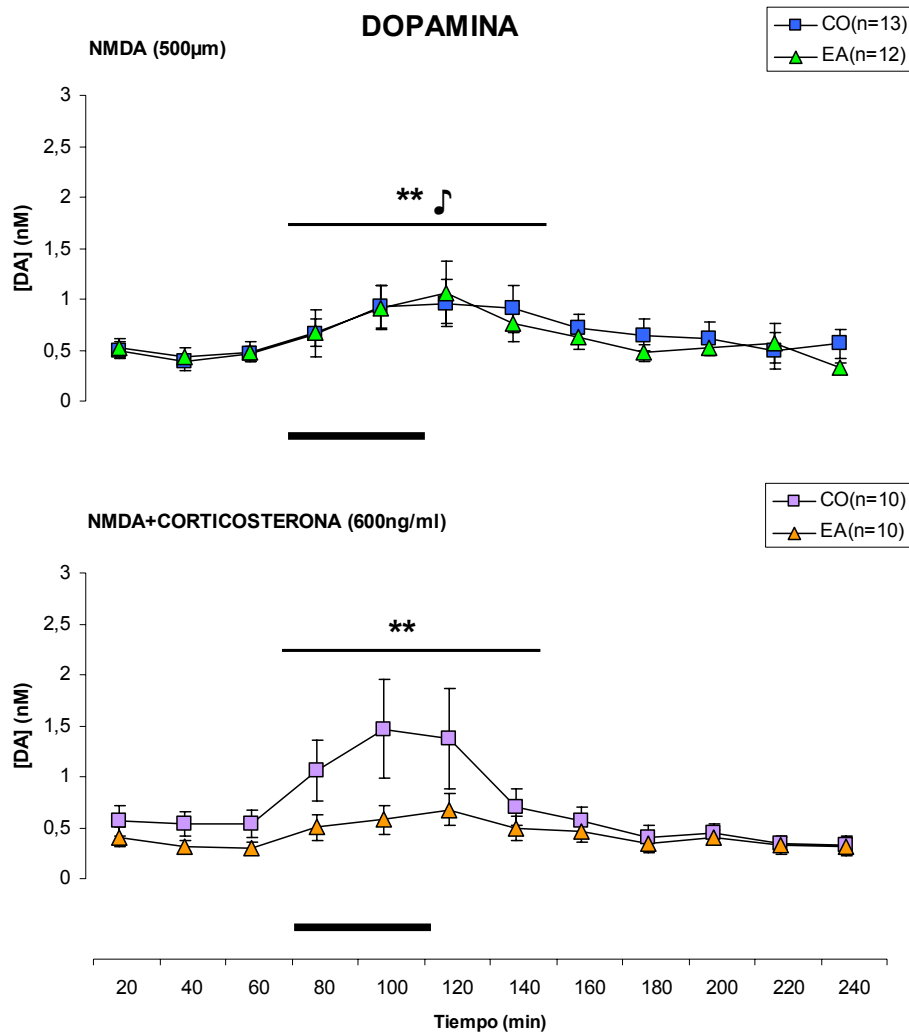 DOPAMINA
NMDA (500µm)
CO(n=13)
EA(n=12)
3
2,5
2
1,5
1
0,5
0
[DA] (nM)
** ♪
NMDA+CORTICOSTERONA (600ng/ml)
CO(n=10)
EA(n=10)
3
2,5
2
1,5
1
0,5
0
[DA] (nM)
**
20 40 60 80 100 120 140 160 180 200 220 240
Tiempo (min)